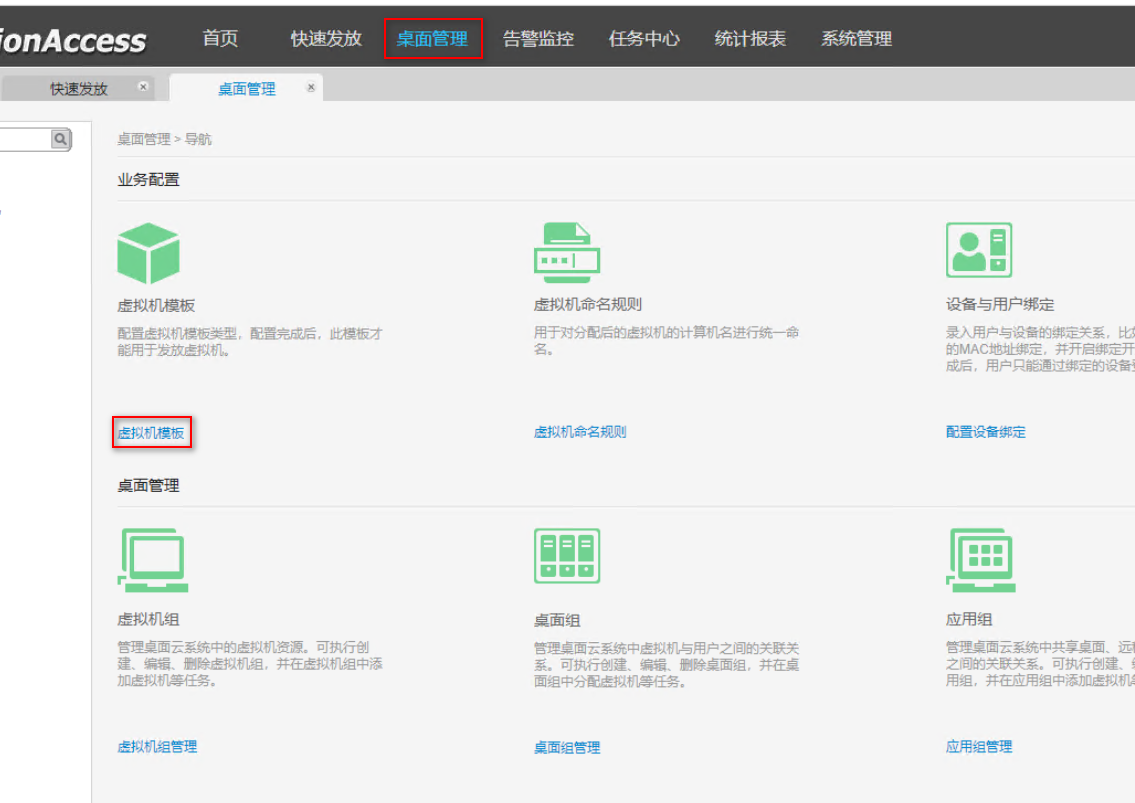 ionAccess
首页 快速发放 桌面管理 告警监控 任务中心 统计报表 系统管理
快速发放 桌面管理
桌面管理 > 导航
业务配置
虚拟机模板
配置虚拟机模板类型，配置完成后，此模板才
能用于发放虚拟机。
虚拟机模板
虚拟机命名规则
用于对分配后的虚拟机的计算机名进行统一命
名。
虚拟机命名规则
设备与用户绑定
录入用户与设备的绑定关系，比
的MAC地址绑定，并开启绑定开
成后，用户只能通过绑定的设备
配置设备绑定
桌面管理
虚拟机组
管理桌面云系统中的虚拟机资源。可执行创
建、编辑、删除虚拟机组，并在虚拟机组中添
加虚拟机等任务。
虚拟机组管理
桌面组
管理桌面云系统中虚拟机与用户之间的关联关
系。可执行创建、编辑、删除桌面组，并在桌
面组中分配虚拟机等任务。
桌面组管理
应用组
管理桌面云系统中共享桌面、远
之间的关联关系。可执行创建、
用组，并在应用组中添加虚拟机
应用组管理